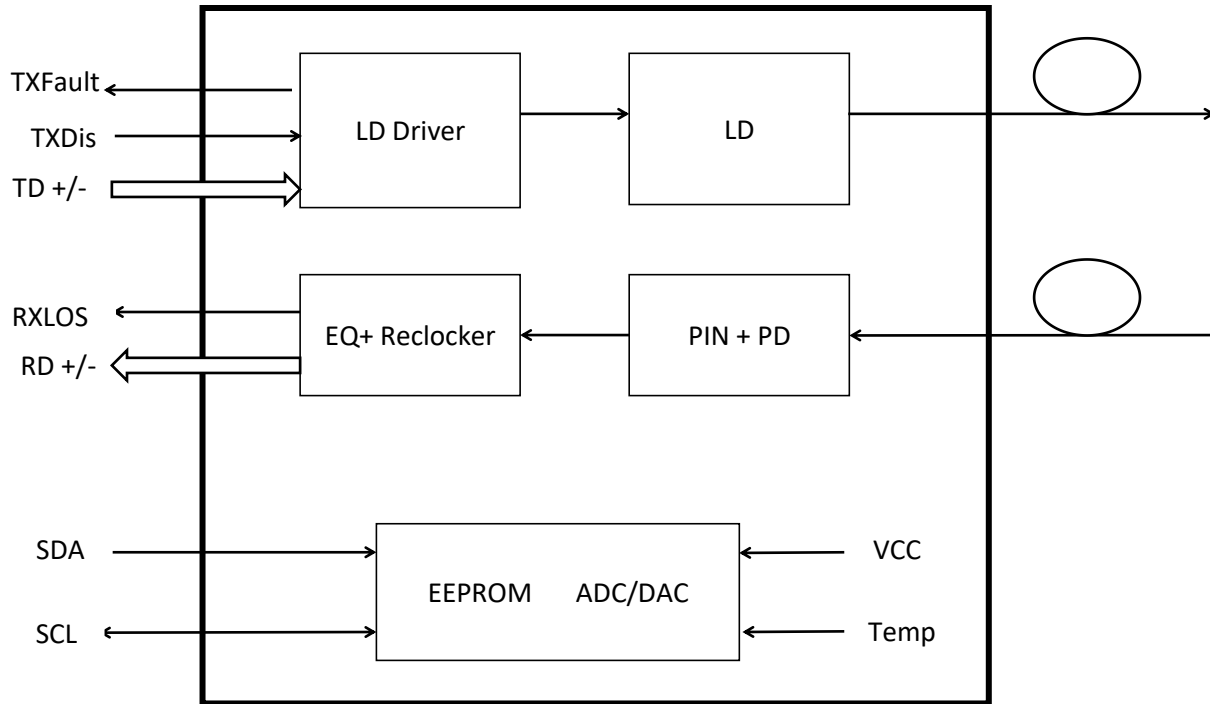 TXFault
TXDis
TD +/-
LD Driver
LD
RXLOS
RD +/-
EQ+ Reclocker
PIN + PD
SDA
SCL
EEPROM ADC/DAC
VCC
Temp